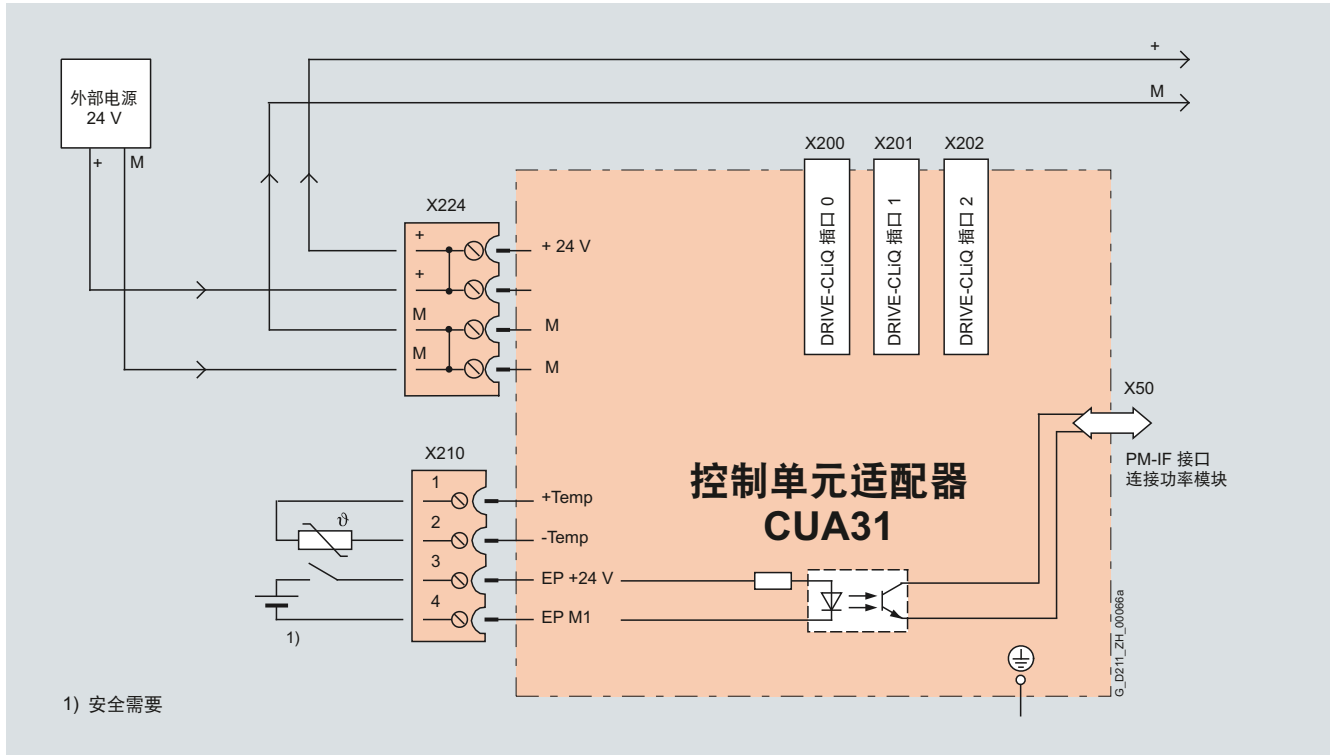 +
M
外部电源
24 V
+ M
X200 X201 X202
DRIVE-CLiQ 插口 0
DRIVE-CLiQ 插口 1
DRIVE-CLiQ 插口 2
X224
+
+ 24 V
+
M
M
M
M
X50
PM-IF 接口
连接功率模块
控制单元适配器
CUA31
X210
1
+Temp
ϑ
2
-Temp
3
EP +24 V
4
EP M1
1)
G_D211_ZH_00066a
1) 安全需要